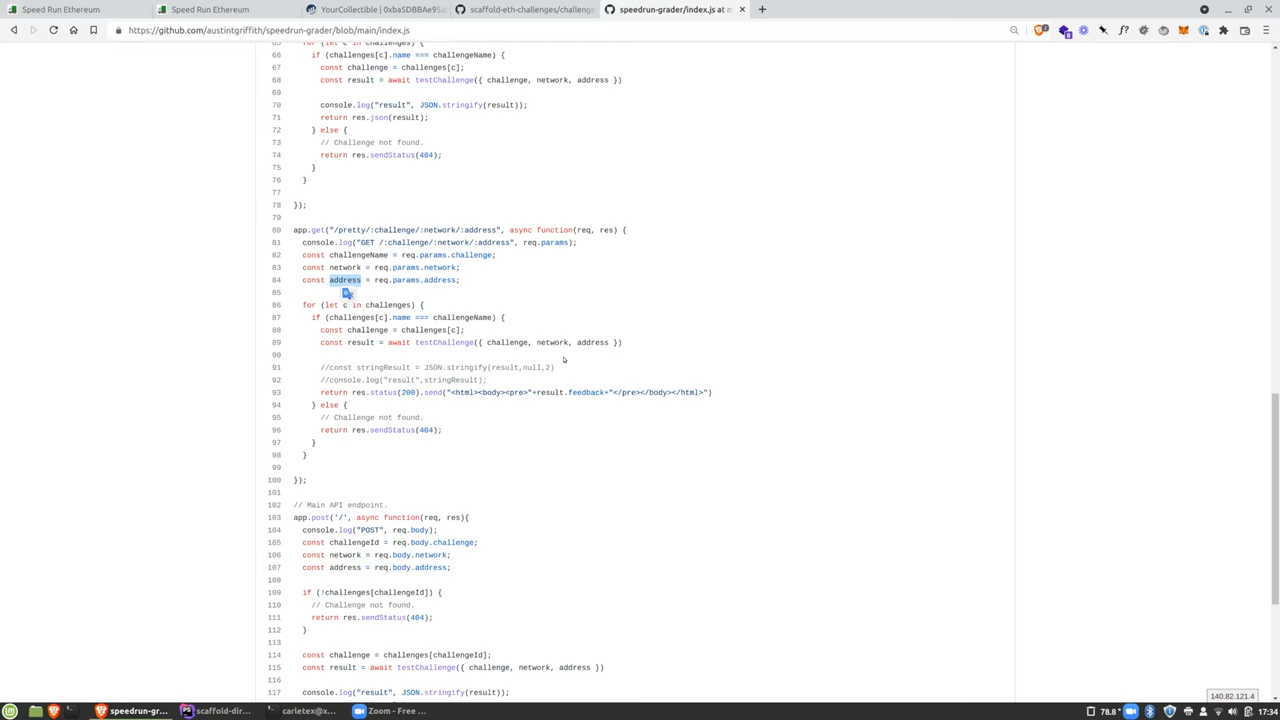 Speed Run Ethereum
Speed Run Ethereum
YourCollectible | 0xba5DBBAe95a
scaffold-eth-challenges/challenge
speedrun-grader/index.js at m
https://github.com/austintgriffith/speedrun-grader/blob/main/index.js
65 for (let c in challenges) {
66 if (challenges[c].name === challengeName) {
67 const challenge = challenges[c];
68 const result = await testChallenge({ challenge, network, address })
69
70 console.log("result", JSON.stringify(result));
71 return res.json(result);
72 } else {
73 // Challenge not found.
74 return res.sendStatus(404);
75 }
76 }
77
78 });
79
80 app.get("/pretty/:challenge/:network/:address", async function(req, res) {
81 console.log("GET /:challenge/:network/:address", req.params);
82 const challengeName = req.params.challenge;
83 const network = req.params.network;
84 const address = req.params.address;
85
86 for (let c in challenges) {
87 if (challenges[c].name === challengeName) {
88 const challenge = challenges[c];
89 const result = await testChallenge({ challenge, network, address })
90
91 //const stringResult = JSON.stringify(result,null,2)
92 //console.log("result",stringResult);
93 return res.status(200).send("<html><body><pre>"+result.feedback+"</pre></body></html>")
94 } else {
95 // Challenge not found.
96 return res.sendStatus(404);
97 }
98 }
99
100 });
101
102 // Main API endpoint.
103 app.post('/', async function(req, res){
104 console.log("POST", req.body);
105 const challengeId = req.body.challenge;
106 const network = req.body.network;
107 const address = req.body.address;
108
109 if (!challenges[challengeId]) {
110 // Challenge not found.
111 return res.sendStatus(404);
112 }
113
114 const challenge = challenges[challengeId];
115 const result = await testChallenge({ challenge, network, address })
116
117 console.log("result", JSON.stringify(result));
140.82.121.4
speedrun-gr...
scaffold-dir...
carletex@x...
Zoom - Free ...
78.8°
17:34